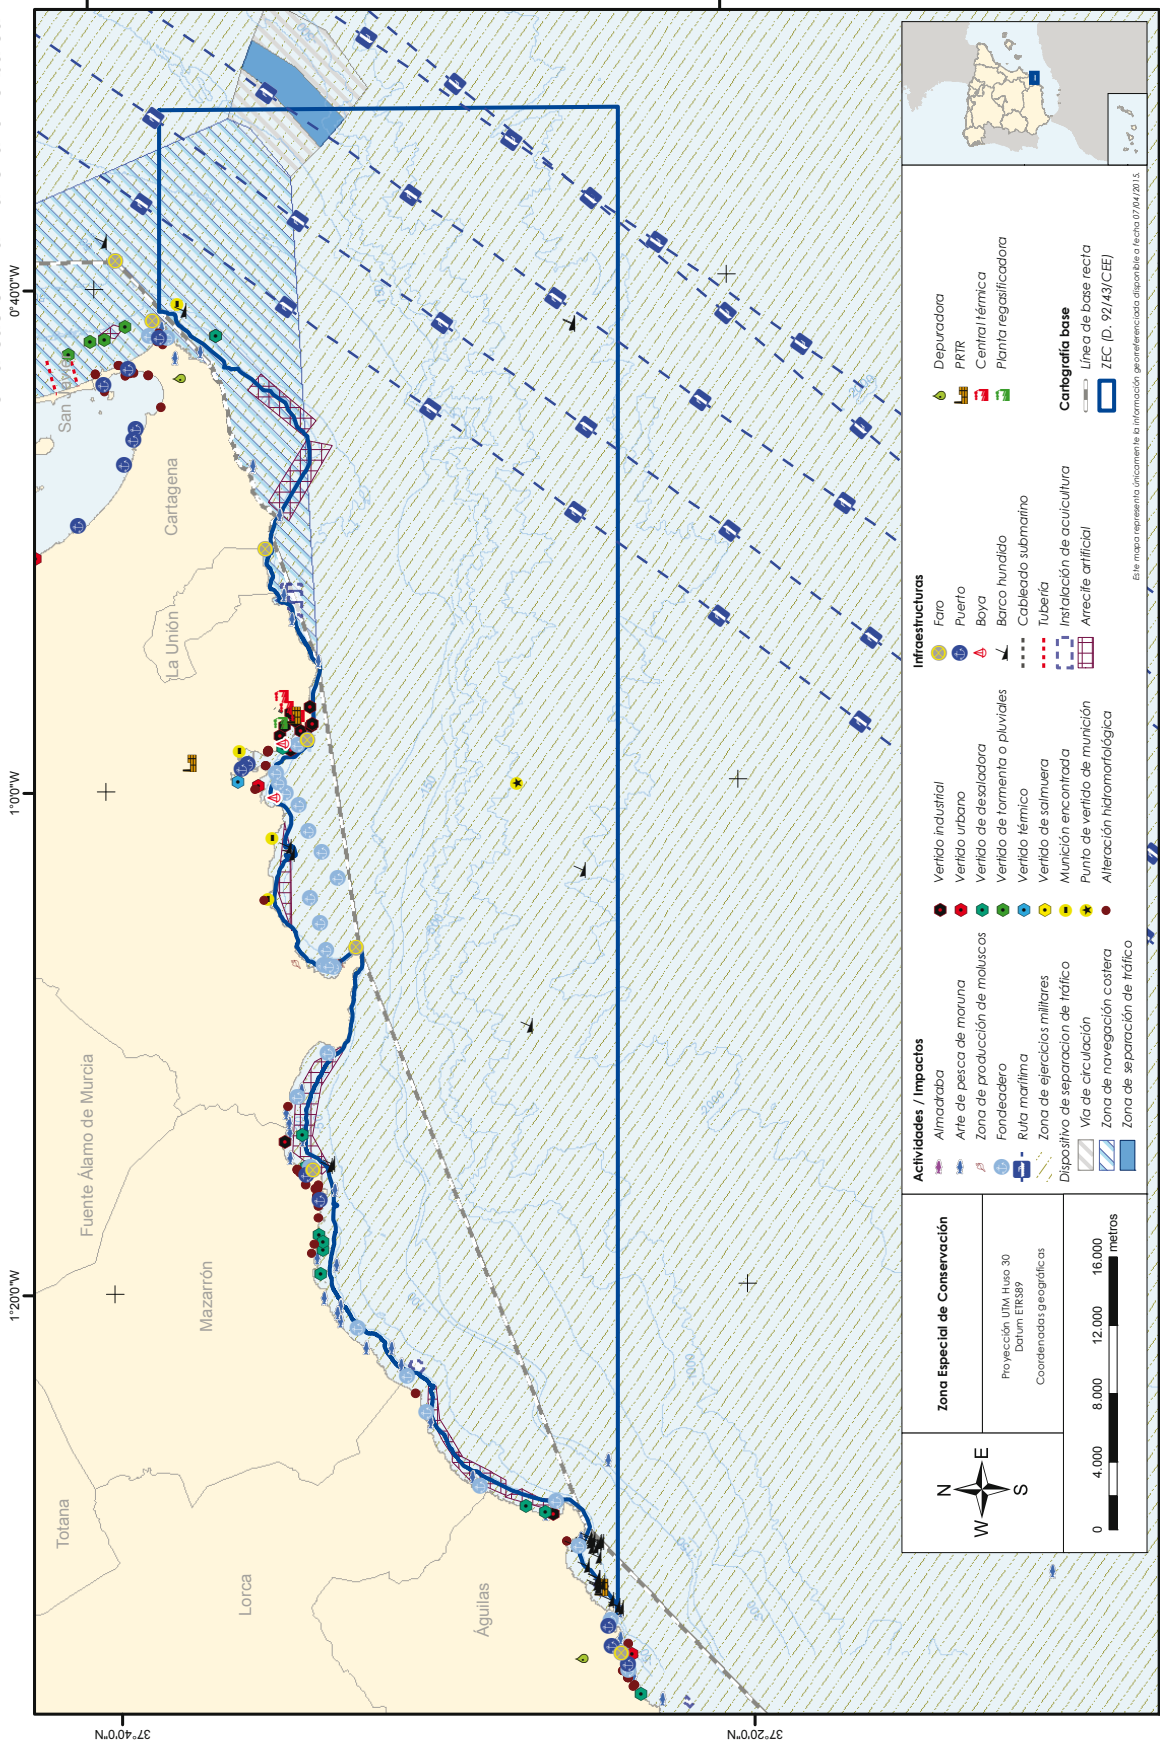 0°40'0"W
1°0'0"W
1°20'0"W
37°40'0"N
37°20'0"N
San Javier
Cartagena
La Unión
Fuente Álamo de Murcia
Mazarrón
Totana
Lorca
Águilas
2000
1000
Zona Especial de Conservación
Proyección UTM Huso 30
Datum ETRS89
Coordenadas geográficas
N
W
E
S
0
4.000
8.000
12.000
16.000
metros
Actividades / Impactos
Almadraba
Arte de pesca de moruna
Zona de producción de moluscos
Fondeadero
Ruta marítima
Zona de ejercicios militares
Dispositivo de separacion de tráfico
Vía de circulación
Zona de navegación costera
Zona de separación de tráfico
Vertido industrial
Vertido urbano
Vertido de desaladora
Vertido de tormenta o pluviales
Vertido térmico
Vertido de salmuera
Munición encontrada
Punto de vertido de munición
Alteración hidromorfológica
Infraestructuras
Faro
Puerto
Boya
Barco hundido
Cableado submarino
Tubería
Instalación de acuicultura
Arrecife artificial
Depuradora
PRTR
Central térmica
Planta regasificadora
Cartografía base
Línea de base recta
ZEC (D. 92/43/CEE)
Este mapa representa únicamente la información georreferenciada disponible a fecha 07/04/2015.